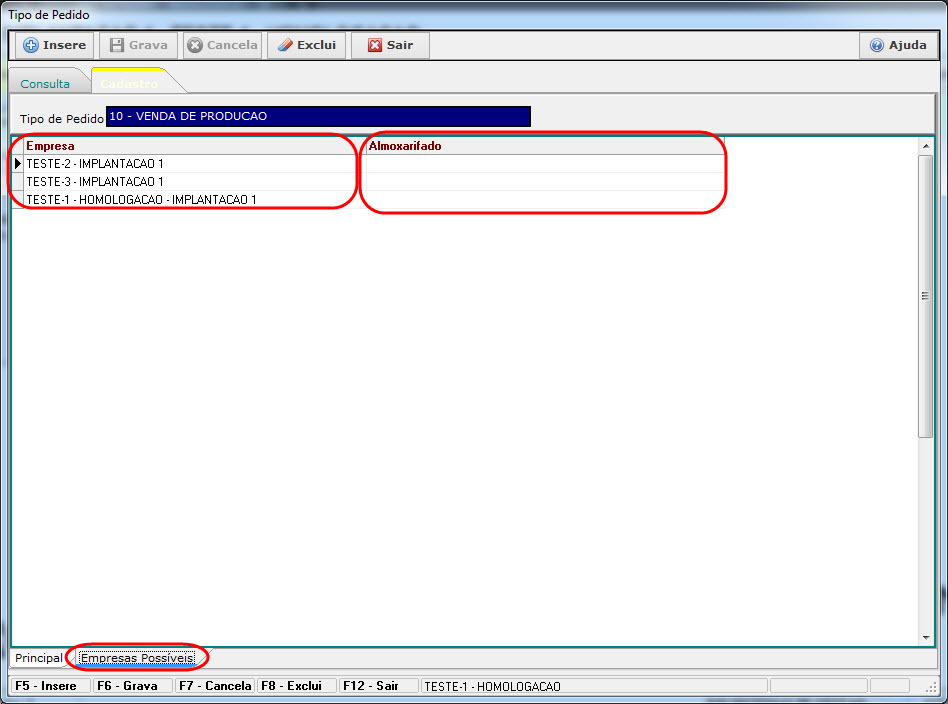 Tipo de Pedido
Insere Grava Cancela Exclui Sair Ajuda
Consulta Cadastro
Tipo de Pedido 10 - VENDA DE PRODUCAO
Empresa Almoxarifado
TESTE-2 - IMPLANTACAO 1
TESTE-3 - IMPLANTACAO 1
TESTE-1 - HOMOLOGACAO - IMPLANTACAO 1
Principal Empresas Possíveis
F5 - Insere F6 - Grava F7 - Cancela F8 - Exclui F12 - Sair TESTE-1 - HOMOLOGACAO